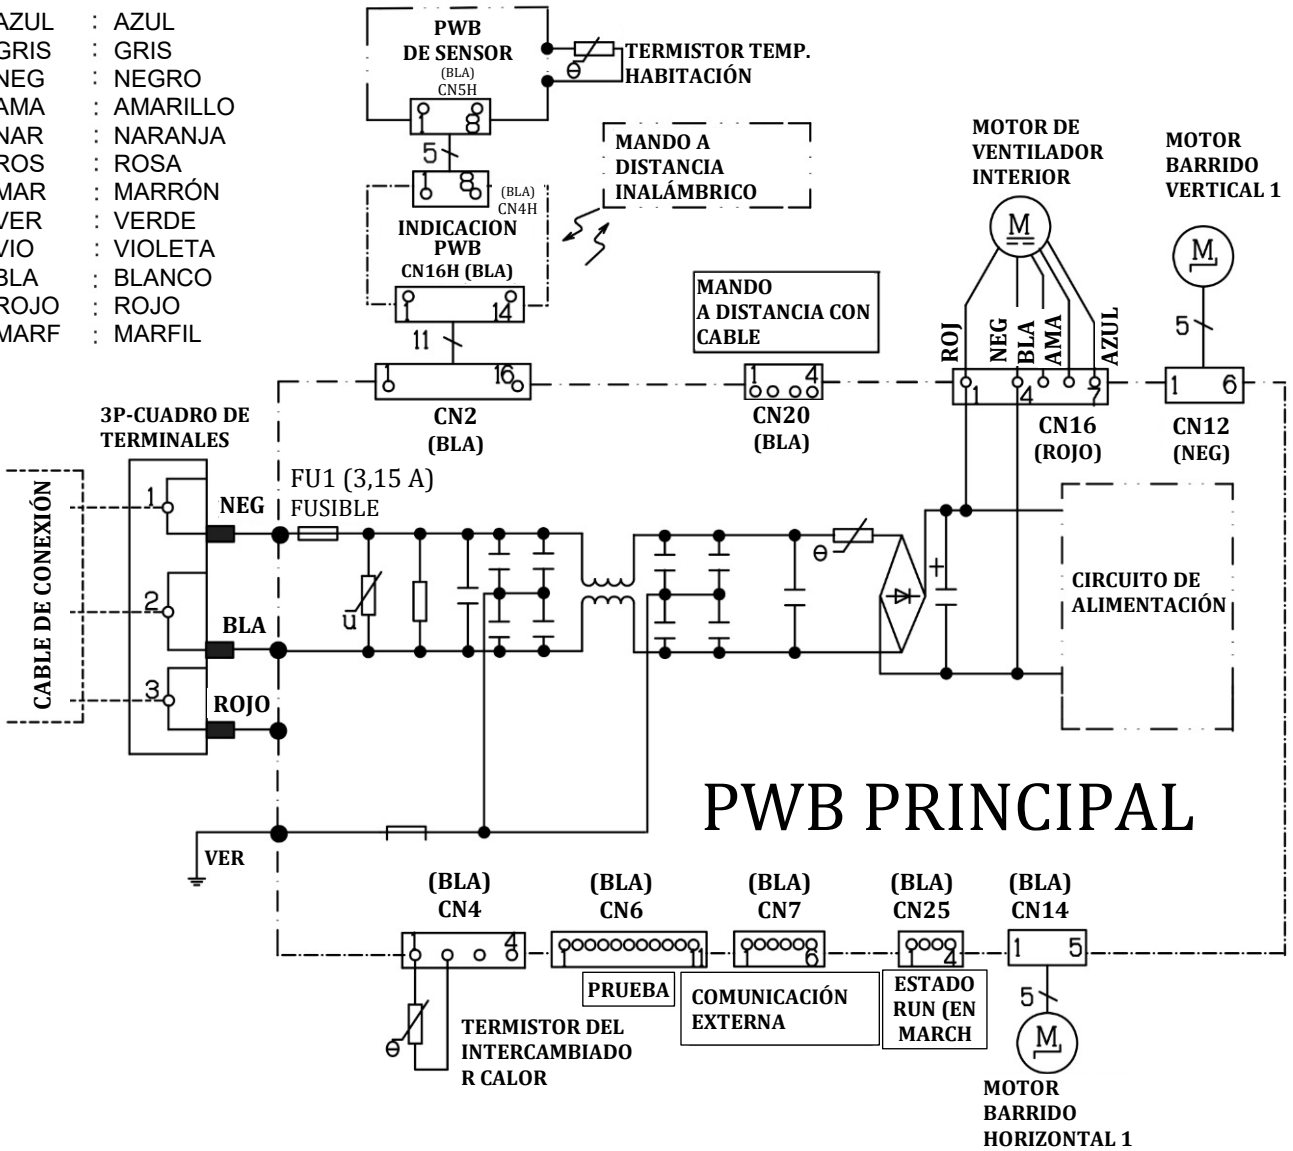 AZUL : AZUL
GRIS : GRIS
NEG : NEGRO
AMA : AMARILLO
NAR : NARANJA
ROS : ROSA
MAR : MARRÓN
VER : VERDE
VIO : VIOLETA
BLA : BLANCO
ROJO : ROJO
MARF : MARFIL
PWB
DE SENSOR
(BLA)
CN5H
1 8
θ
TERMISTOR TEMP.
HABITACIÓN
5
1 8
(BLA)
CN4H
INDICACION
PWB
CN16H (BLA)
1 14
11
MANDO A
DISTANCIA
INALÁMBRICO
MOTOR DE
VENTILADOR
INTERIOR
M
MOTOR
BARRIDO
VERTICAL 1
M
5
MANDO
A DISTANCIA CON
CABLE
ROJ
NEG
BLA
AMA
AZUL
1 16
CN2
(BLA)
1 4
CN20
(BLA)
1 4 7
CN16
(ROJO)
1 6
CN12
(NEG)
3P-CUADRO DE
TERMINALES
CABLE DE CONEXIÓN
1
2
3
NEG
BLA
ROJO
FU1 (3,15 A)
FUSIBLE
u
θ
+
CIRCUITO DE
ALIMENTACIÓN
PWB PRINCIPAL
VER
(BLA)
CN4
1 4
(BLA)
CN6
1 11
(BLA)
CN7
1 6
(BLA)
CN25
1 4
(BLA)
CN14
1 5
PRUEBA
COMUNICACIÓN
EXTERNA
ESTADO
RUN (EN
MARCH
θ
TERMISTOR DEL
INTERCAMBIADO
R CALOR
5
M
MOTOR
BARRIDO
HORIZONTAL 1